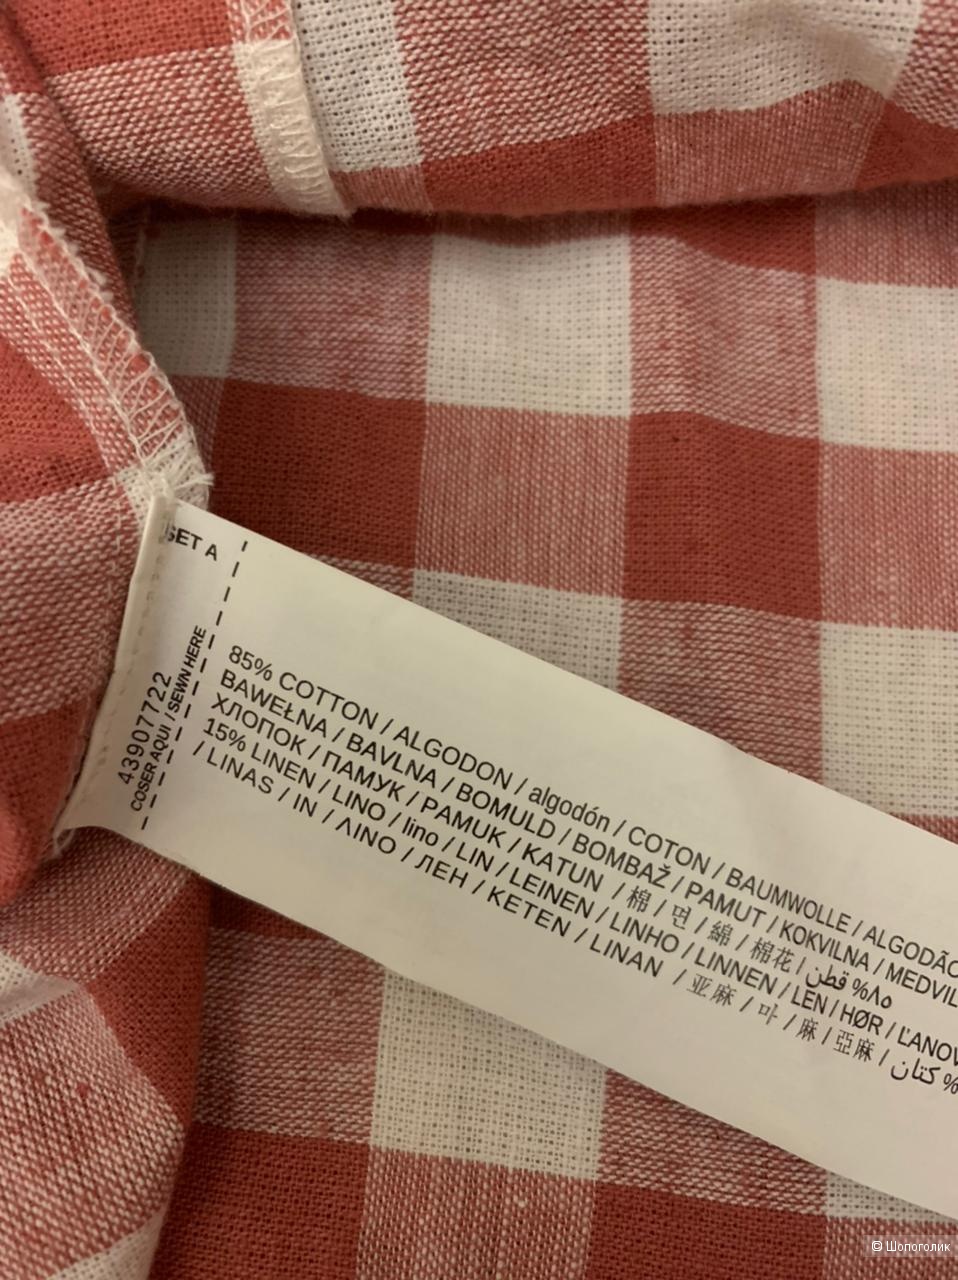 SET A
43907722
COSER AQUI / SEWN HERE
85% COTTON / ALGODON / algodón / COTON / BAUMWOLLE / ALGODÃO
BAWEŁNA / BAVLNA / BOMULD / BOMBAŽ / PAMUT / KOKVILNA / MEDVIL
ХЛОПОК / ПАМУК / PAMUK / KATUN / 棉 / 면 / 綿 / 棉花 / قطن %٨٥
15% LINEN / LINO / lino / LIN / LEINEN / LINHO / LINNEN / LEN / HØR / ĽANOV
/ LINAS / IN / ΛΙΝΟ / ЛЕН / KETEN / LINAN / 亚麻 / 마 / 麻 / 亞麻 / كتان %
© Шопоголик